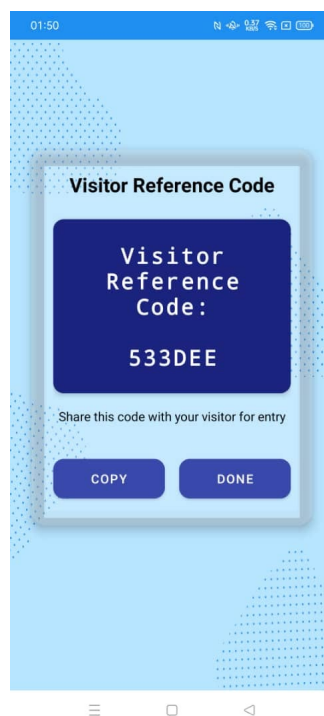 01:50
0.37
KB/S
100
Visitor Reference Code
Visitor
Reference
Code:
533DEE
Share this code with your visitor for entry
COPY
DONE